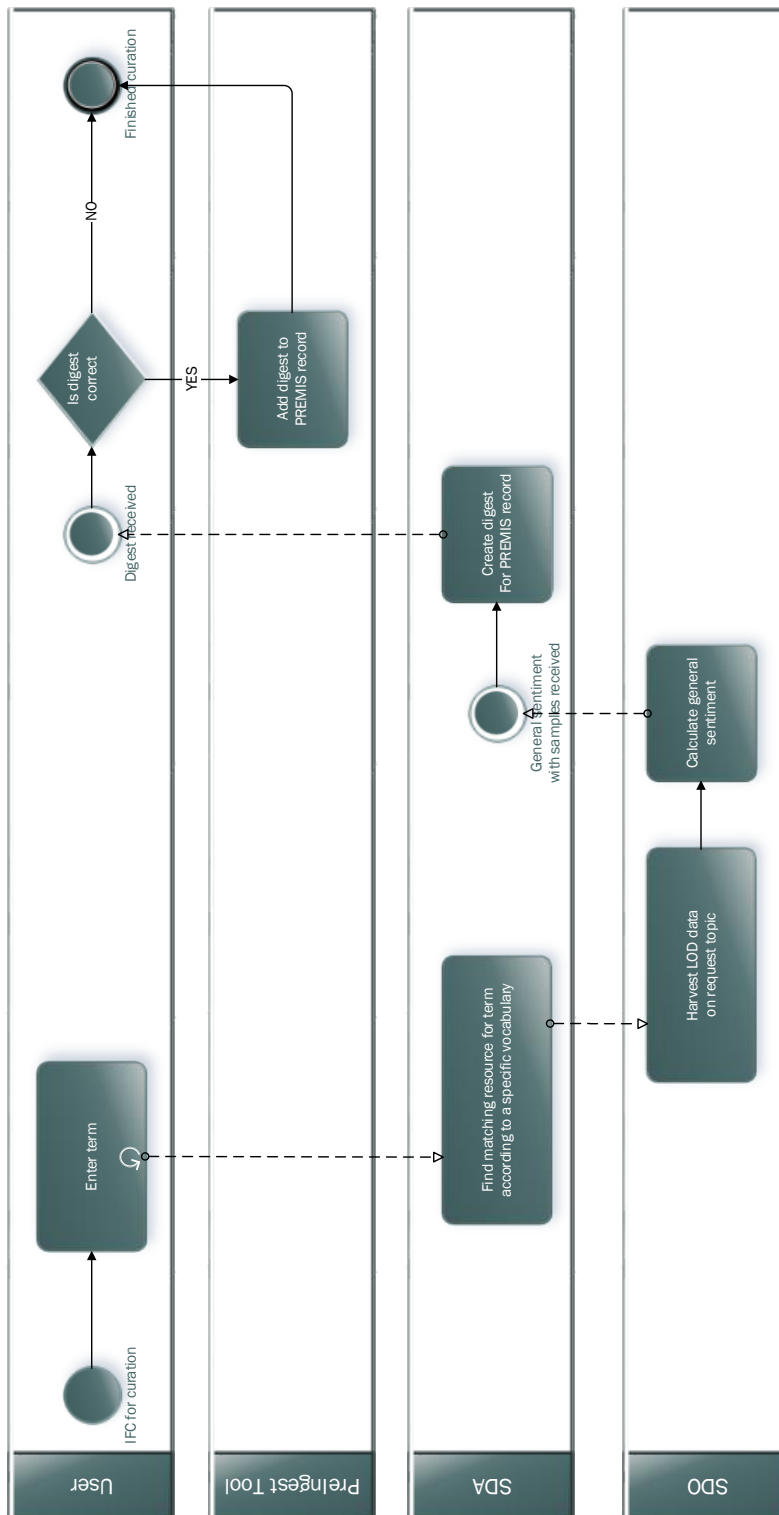 User
IFC for curation
Enter term
Digest received
Is digest
correct
NO
YES
Finished curation
PreIngest Tool
Add digest to
PREMIS record
SDA
Find matching resource for term
according to a specific vocabulary
General sentiment
with samples received
Create digest
For PREMIS record
SDO
Harvest LOD data
on request topic
Calculate general
sentiment